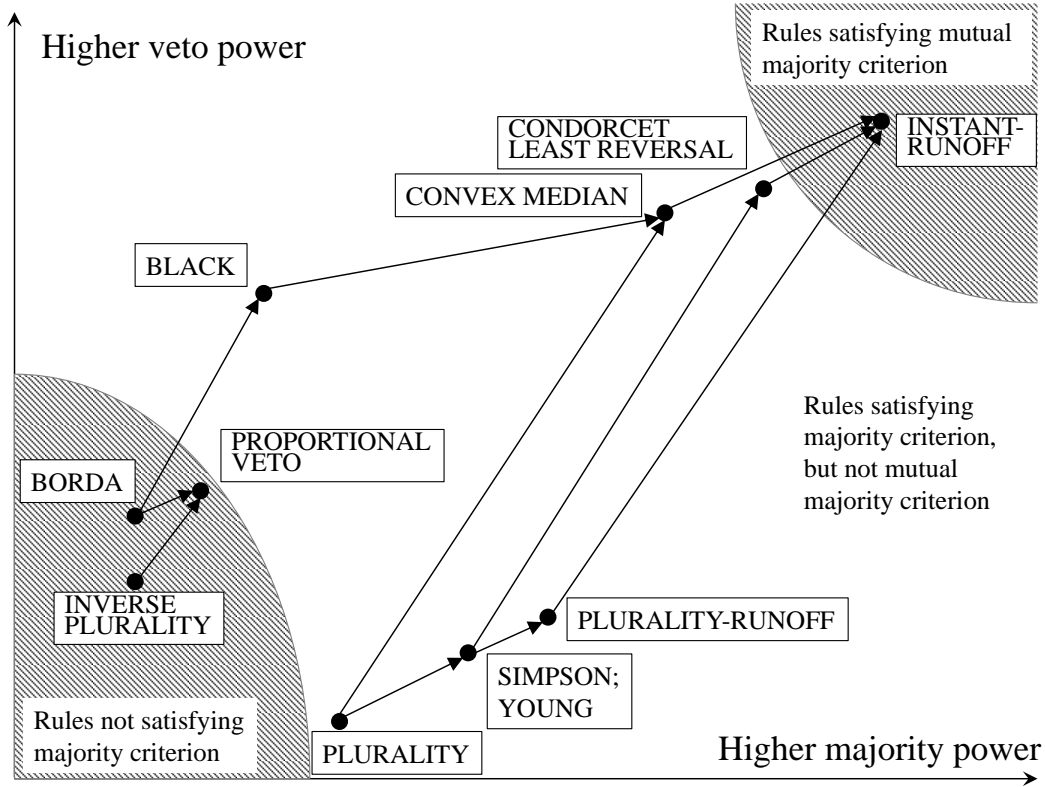 Higher veto power
Rules satisfying mutual
majority criterion
CONDORCET
LEAST REVERSAL
INSTANT-
RUNOFF
CONVEX MEDIAN
BLACK
Rules satisfying
majority criterion,
but not mutual
majority criterion
PROPORTIONAL
VETO
BORDA
INVERSE
PLURALITY
PLURALITY-RUNOFF
SIMPSON;
YOUNG
Rules not satisfying
majority criterion
PLURALITY
Higher majority power